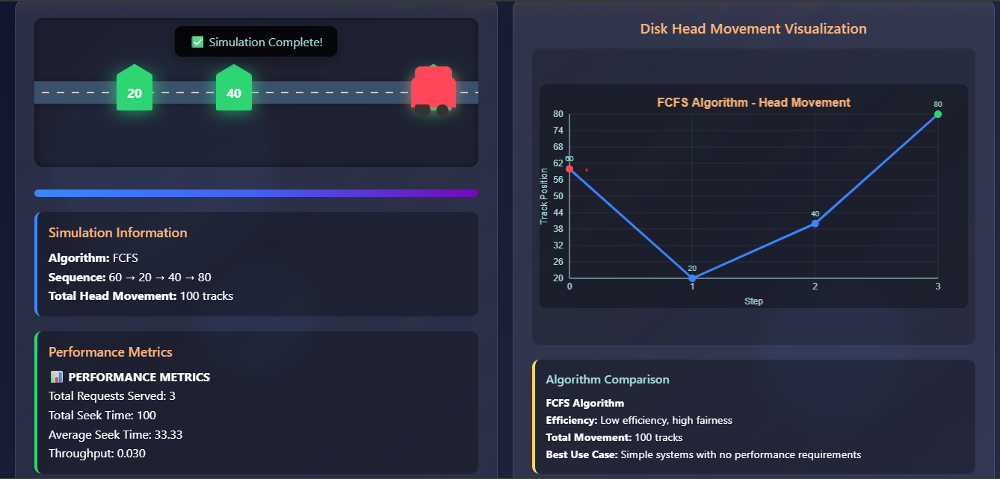 ✅ Simulation Complete!
20
40
Simulation Information
Algorithm: FCFS
Sequence: 60 → 20 → 40 → 80
Total Head Movement: 100 tracks
Performance Metrics
📊 PERFORMANCE METRICS
Total Requests Served: 3
Total Seek Time: 100
Average Seek Time: 33.33
Throughput: 0.030
Disk Head Movement Visualization
FCFS Algorithm - Head Movement
80
80
74
68
60
62
56
50
44
40
38
32
26
20
20
0
1
2
3
Track Position
Step
Algorithm Comparison
FCFS Algorithm
Efficiency: Low efficiency, high fairness
Total Movement: 100 tracks
Best Use Case: Simple systems with no performance requirements